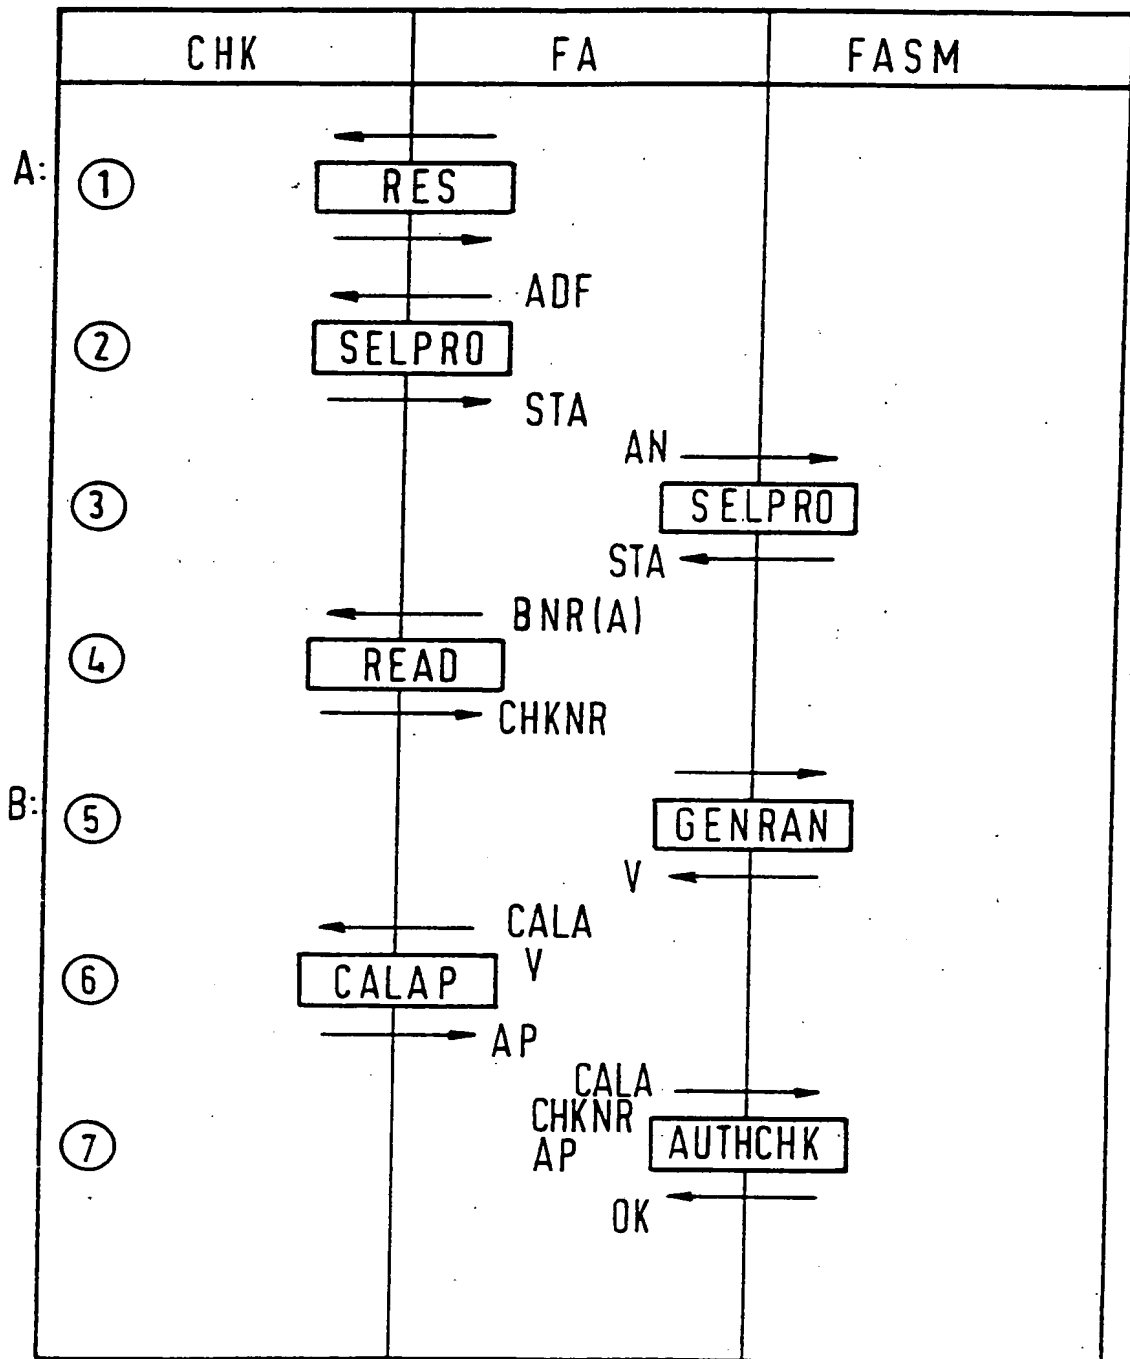 CHK FA FASM
A: 1 RES
ADF
2 SELPRO
STA
AN
3 SELPRO
STA
BNR(A)
4 READ
CHKNR
B: 5 GENRAN
V
CALA
V
6 CALAP
AP
CALA
CHKNR
7 AP AUTHCHK
OK